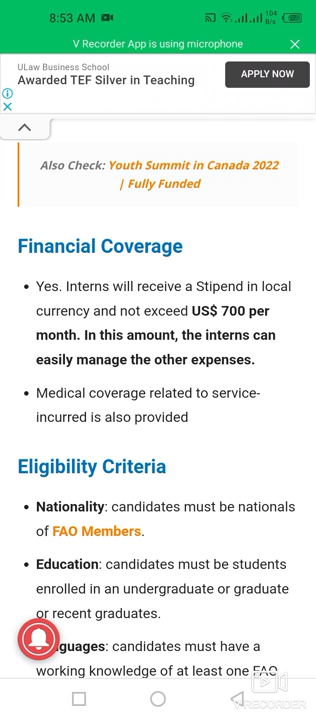 8:53 AM
104
B/s
V Recorder App is using microphone
ULaw Business School
Awarded TEF Silver in Teaching
APPLY NOW
Also Check: Youth Summit in Canada 2022
| Fully Funded
Financial Coverage
Yes. Interns will receive a Stipend in local
currency and not exceed US$ 700 per
month. In this amount, the interns can
easily manage the other expenses.
Medical coverage related to service-
incurred is also provided
Eligibility Criteria
Nationality: candidates must be nationals
of FAO Members.
Education: candidates must be students
enrolled in an undergraduate or graduate
or recent graduates.
guages: candidates must have a
working knowledge of at least one FAO
RECORDER